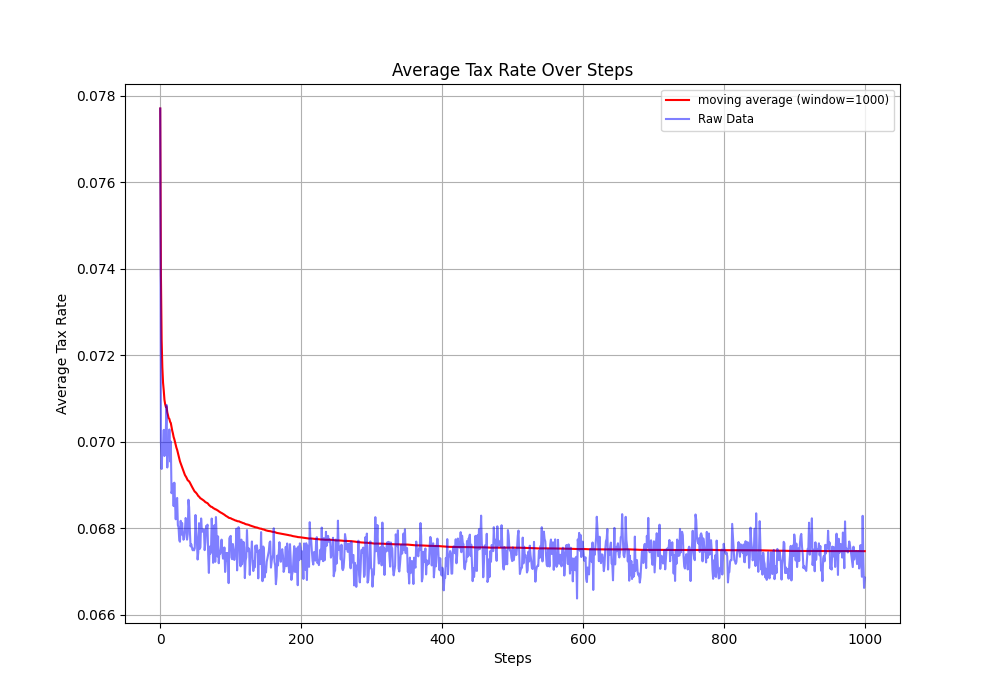 Average Tax Rate Over Steps
moving average (window=1000)
Raw Data
0.078
0.076
0.074
0.072
0.070
0.068
0.066
Average Tax Rate
0
200
400
600
800
1000
Steps